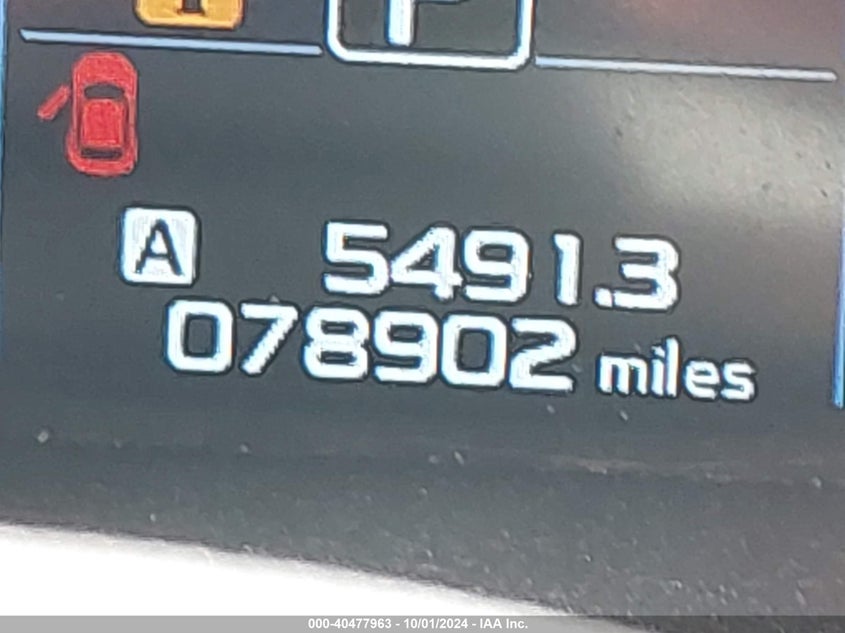 P
A 5491.3
078902 miles
000-40477963 - 10/01/2024 - IAA Inc.